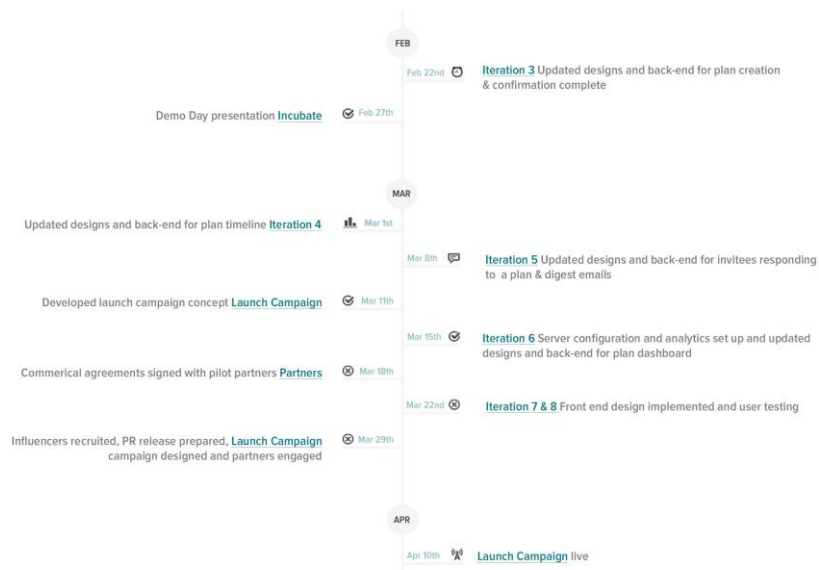 FEB
Feb 22nd
Iteration 3 Updated designs and back-end for plan creation
& confirmation complete
Demo Day presentation Incubate
Feb 27th
MAR
Updated designs and back-end for plan timeline Iteration 4
Mar 1st
Mar 8th
Iteration 5 Updated designs and back-end for invitees responding
to a plan & digest emails
Developed launch campaign concept Launch Campaign
Mar 11th
Mar 15th
Iteration 6 Server configuration and analytics set up and updated
designs and back-end for plan dashboard
Commerical agreements signed with pilot partners Partners
Mar 18th
Mar 22nd
Iteration 7 & 8 Front end design implemented and user testing
Influencers recruited, PR release prepared, Launch Campaign
campaign designed and partners engaged
Mar 29th
APR
Apr 10th
Launch Campaign live